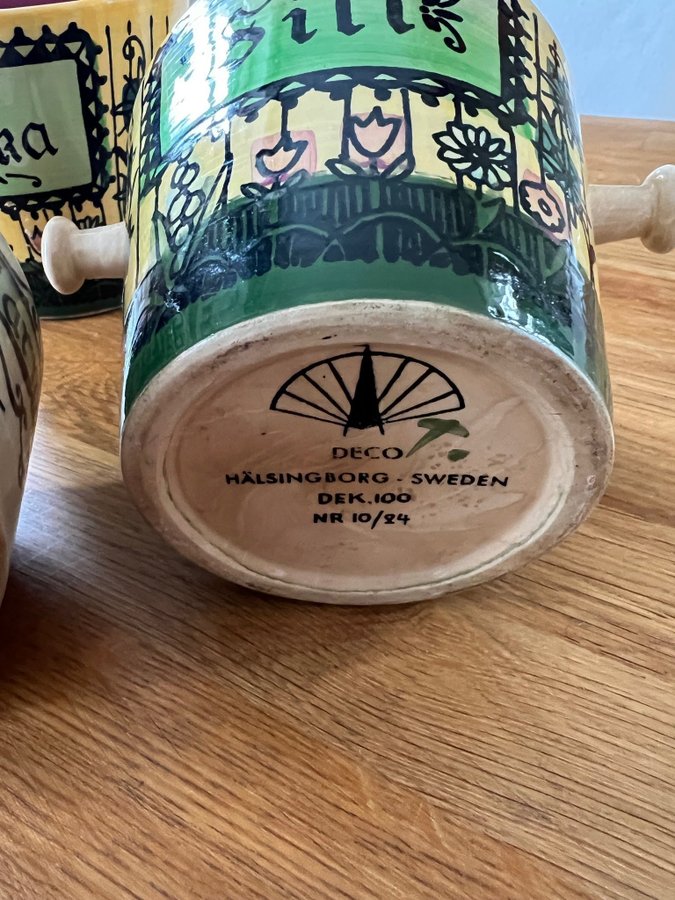 Sill
DECO
HÄLSINGBORG - SWEDEN
DEK.100
NR 10/24